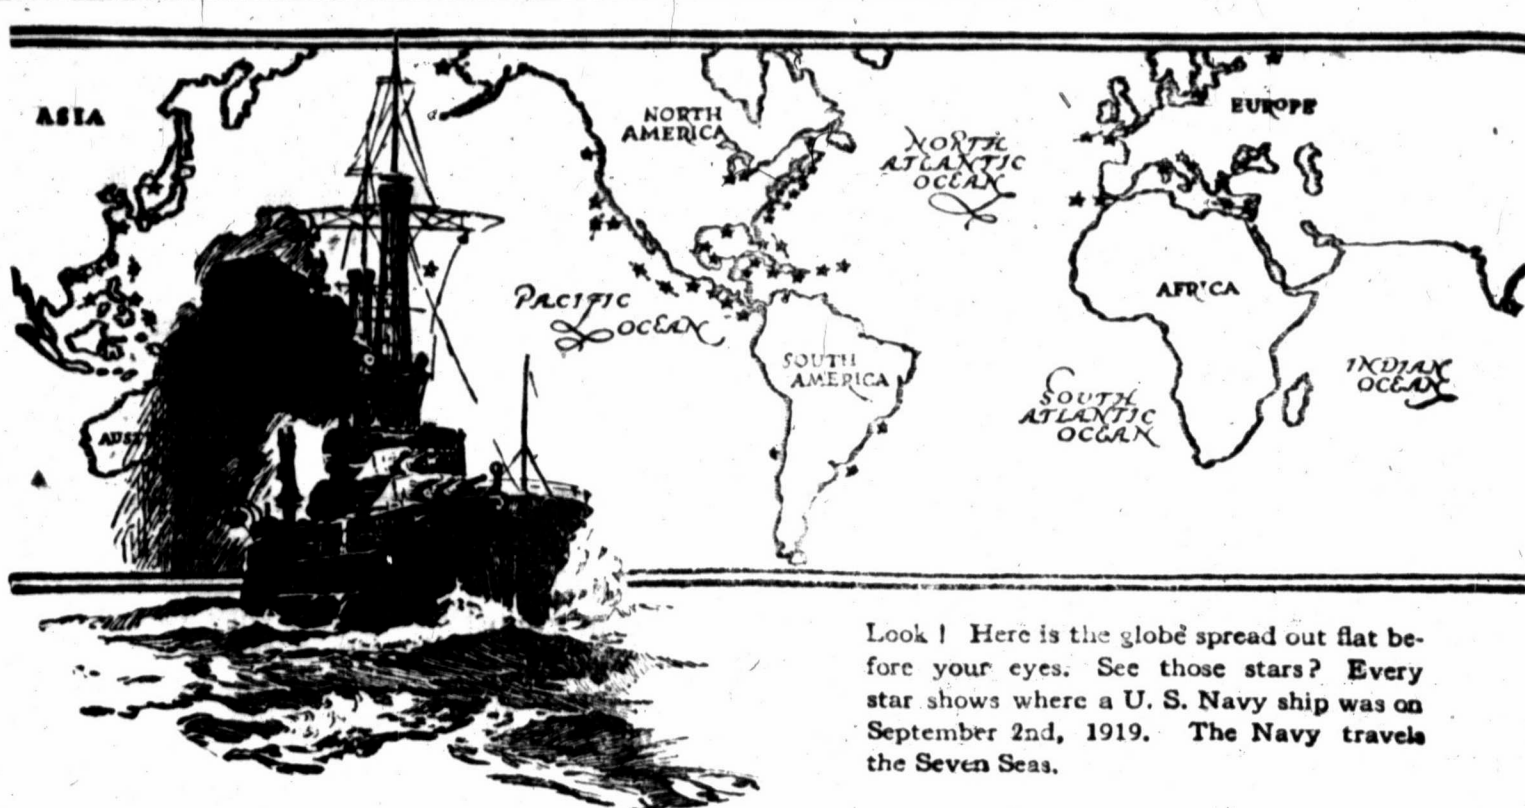 ASIA
NORTH
AMERICA
NORTH
ATLANTIC
OCEAN
EUROPE
PACIFIC
OCEAN
AFRICA
SOUTH
AMERICA
SOUTH
ATLANTIC
OCEAN
INDIAN
OCEAN
AUST
Look! Here is the globe spread out flat be-
fore your eyes. See those stars? Every
star shows where a U. S. Navy ship was on
September 2nd, 1919. The Navy travels
the Seven Seas.